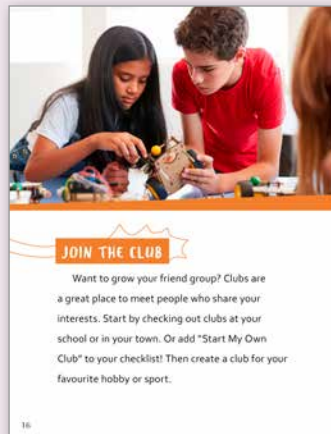 JOIN THE CLUB
Want to grow your friend group? Clubs are
a great place to meet people who share your
interests. Start by checking out clubs at your
school or in your town. Or add “Start My Own
Club” to your checklist! Then create a club for your
favourite hobby or sport.
16